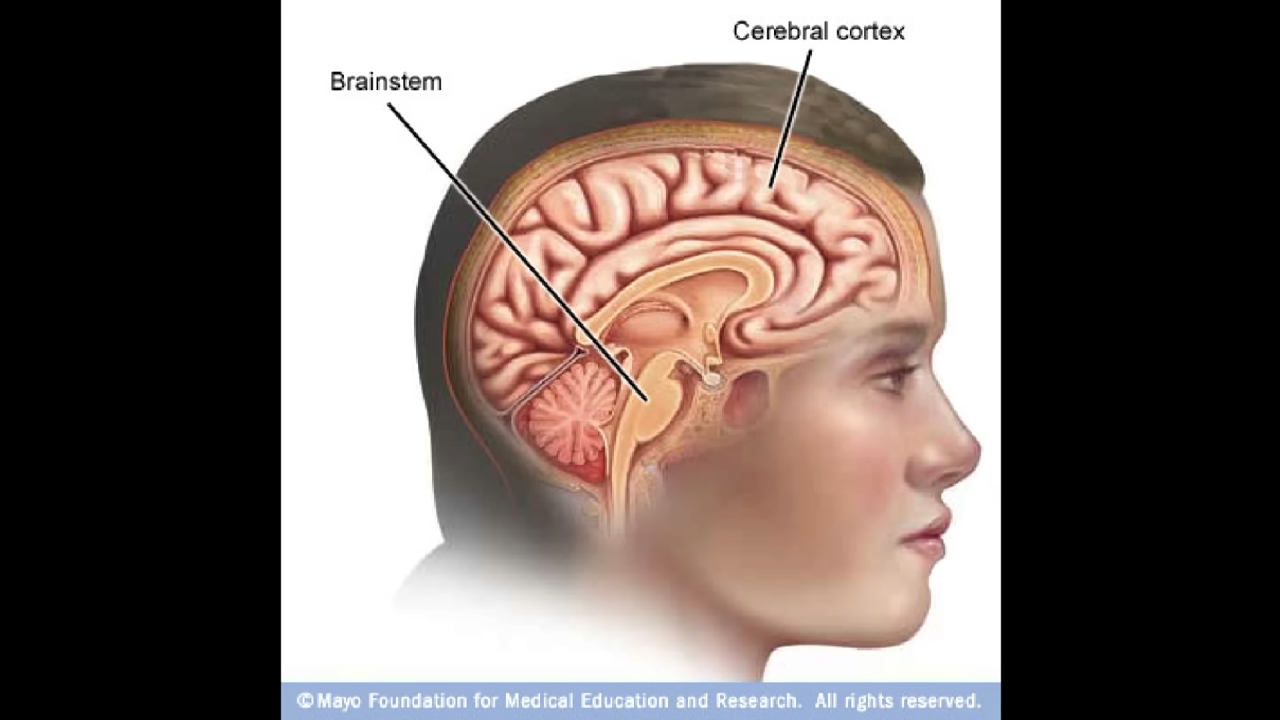 Cerebral cortex
Brainstem
©Mayo Foundation for Medical Education and Research. All rights reserved.